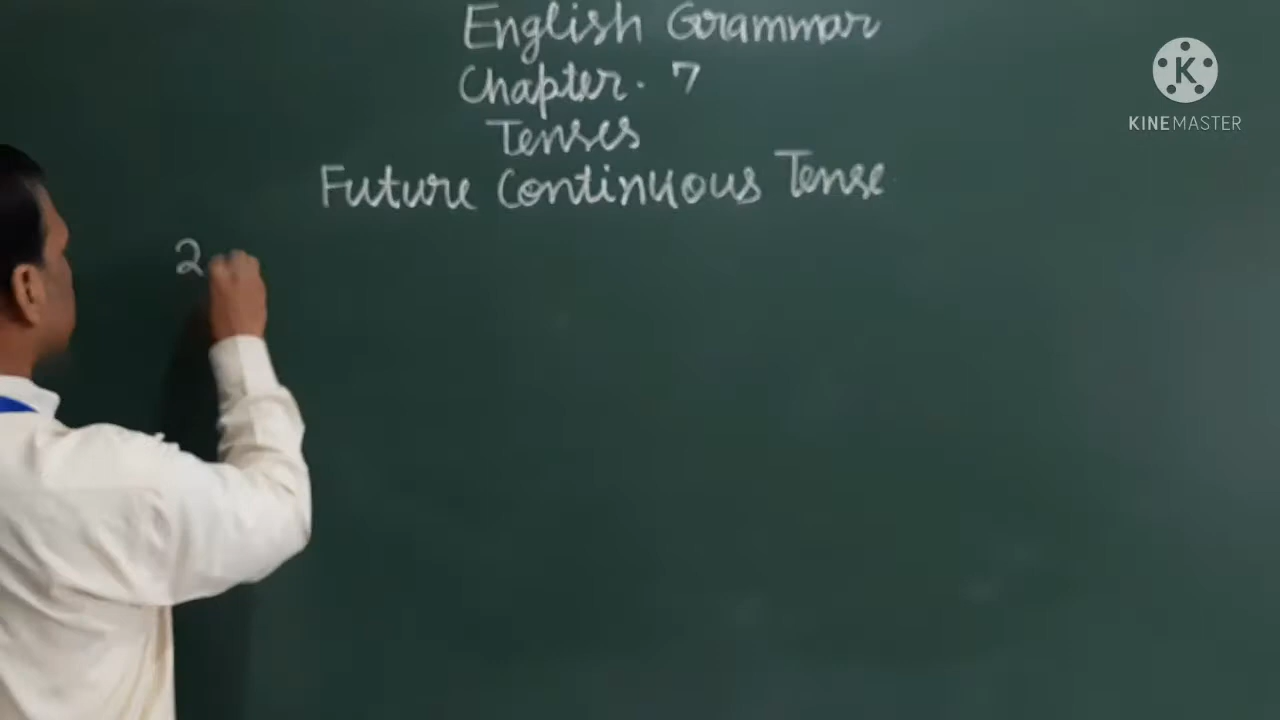 English Grammar
Chapter. 7
Tenses
Future Continuous Tense
2
K
KINEMASTER